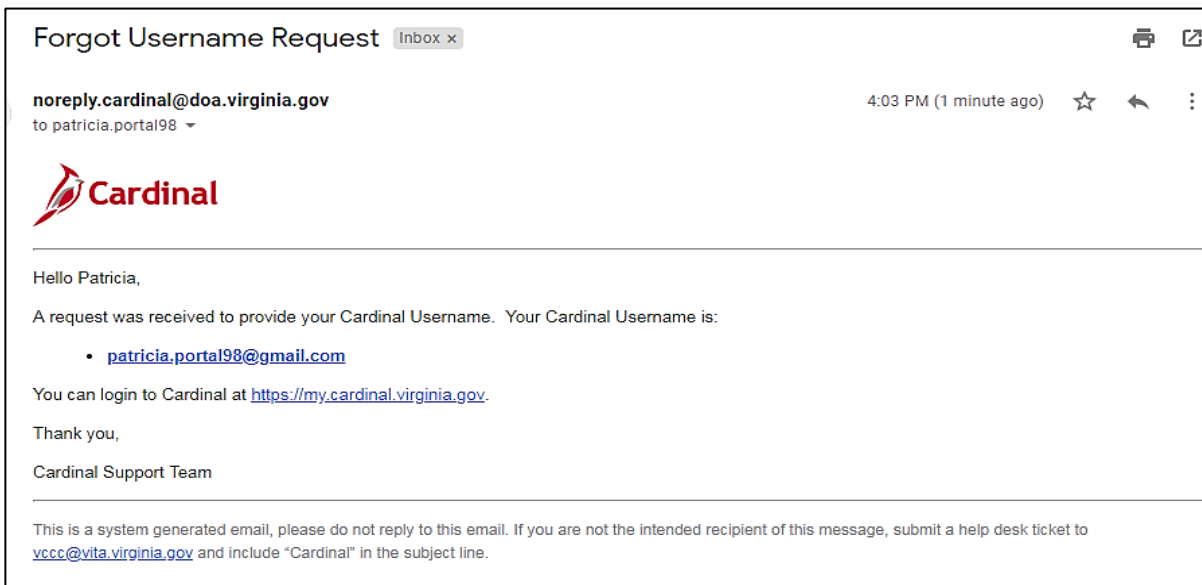 Forgot Username Request Inbox ×
noreply.cardinal@doa.virginia.gov 4:03 PM (1 minute ago)
to patricia.portal98
Cardinal
Hello Patricia,
A request was received to provide your Cardinal Username.  Your Cardinal Username is:
• patricia.portal98@gmail.com
You can login to Cardinal at https://my.cardinal.virginia.gov.
Thank you,
Cardinal Support Team
This is a system generated email, please do not reply to this email. If you are not the intended recipient of this message, submit a help desk ticket to
vccc@vita.virginia.gov and include “Cardinal” in the subject line.